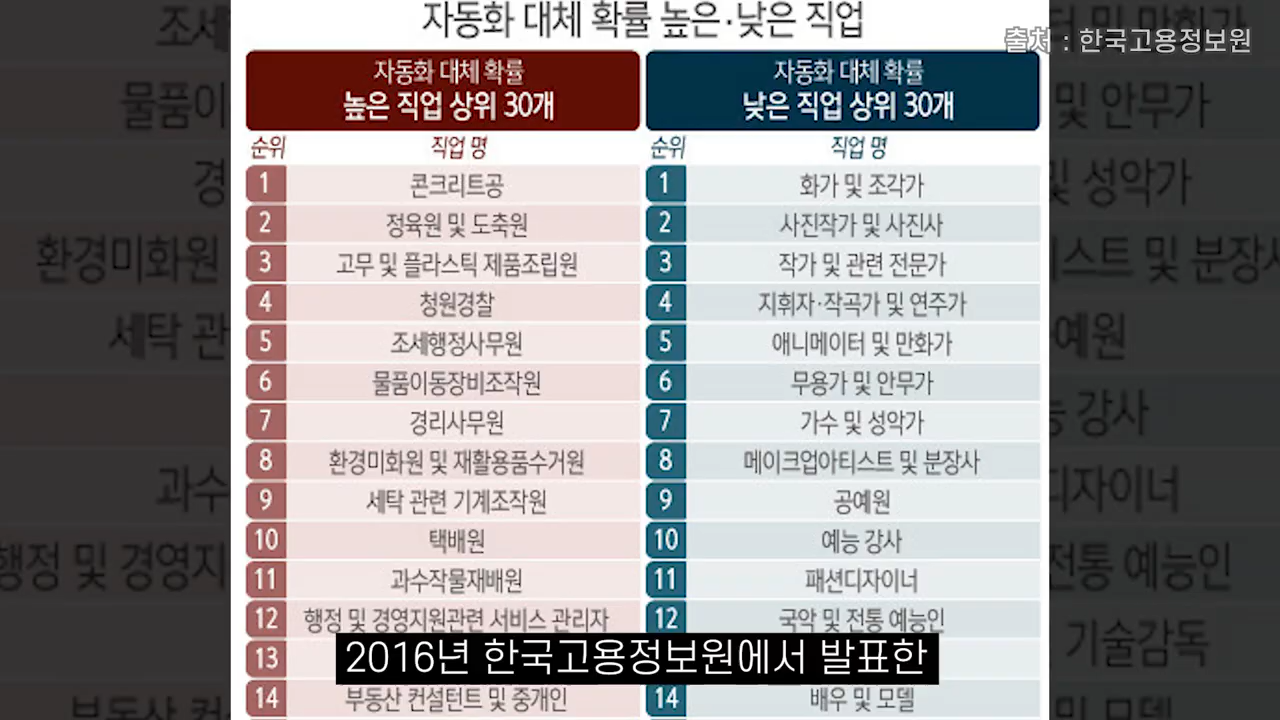 자동화 대체 확률 높은·낮은 직업
출처 : 한국고용정보원
자동화 대체 확률
높은 직업 상위 30개
순위 직업 명
1 콘크리트공
2 정육원 및 도축원
3 고무 및 플라스틱 제품조립원
4 청원경찰
5 조세행정사무원
6 물품이동장비조작원
7 경리사무원
8 환경미화원 및 재활용품수거원
9 세탁 관련 기계조작원
10 택배원
11 과수작물재배원
12 행정 및 경영지원관련 서비스 관리자
13
14 부동산 컨설턴트 및 중개인
자동화 대체 확률
낮은 직업 상위 30개
순위 직업 명
1 화가 및 조각가
2 사진작가 및 사진사
3 작가 및 관련 전문가
4 지휘자·작곡가 및 연주가
5 애니메이터 및 만화가
6 무용가 및 안무가
7 가수 및 성악가
8 메이크업아티스트 및 분장사
9 공예원
10 예능 강사
11 패션디자이너
12 국악 및 전통 예능인
14 배우 및 모델
2016년 한국고용정보원에서 발표한